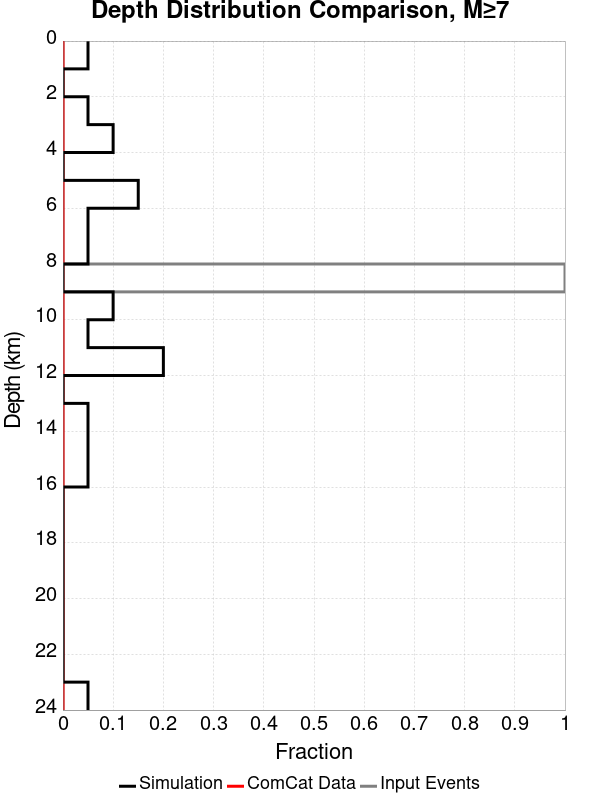 Depth Distribution Comparison, M≥7
0
2
4
6
8
10
12
14
16
18
20
22
24
Depth (km)
0 0.1 0.2 0.3 0.4 0.5 0.6 0.7 0.8 0.9 1
Fraction
Simulation ComCat Data Input Events